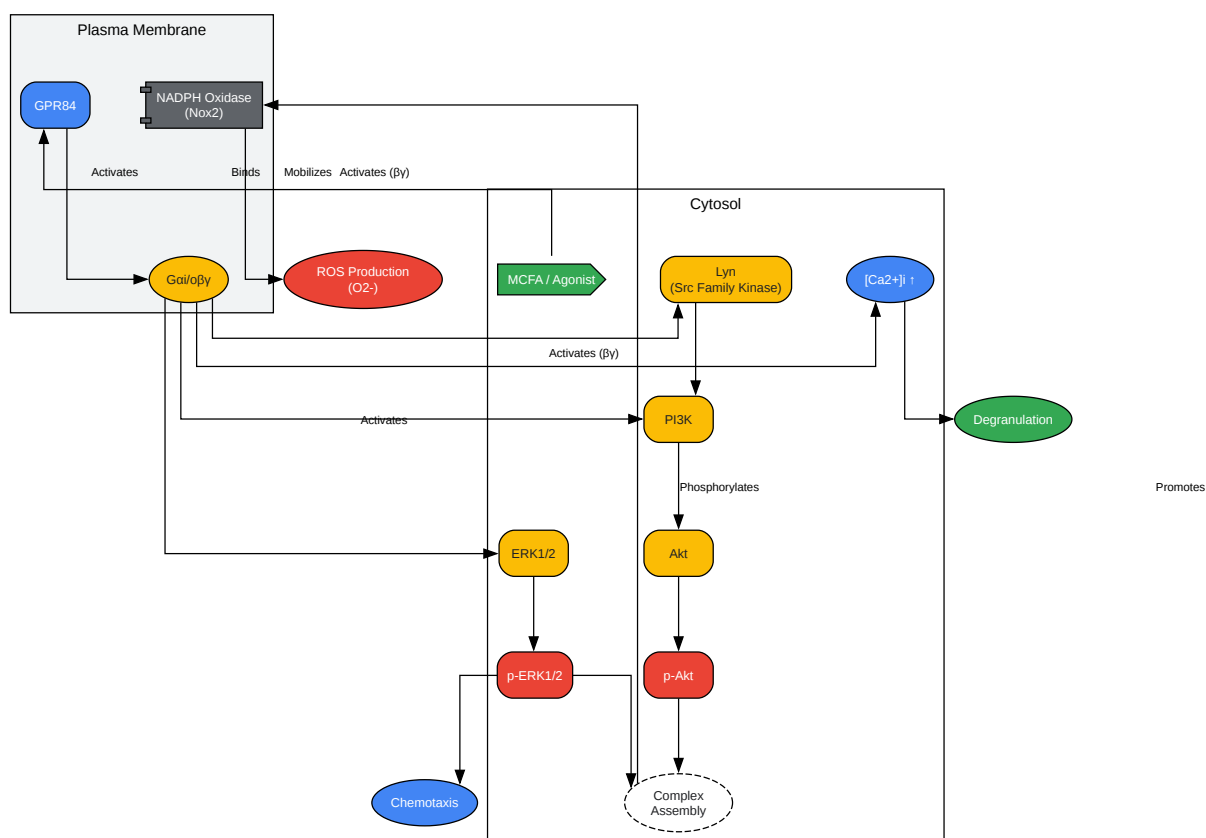 Plasma Membrane
GPR84
NADPH Oxidase
(Nox2)
Activates
Binds
Mobilizes
Activates (βγ)
Cytosol
Gαi/oβγ
ROS Production
(O2-)
MCFA / Agonist
Lyn
(Src Family Kinase)
[Ca2+]i ↑
Activates (βγ)
Activates
PI3K
Degranulation
Phosphorylates
Promotes
ERK1/2
Akt
p-ERK1/2
p-Akt
Chemotaxis
Complex
Assembly